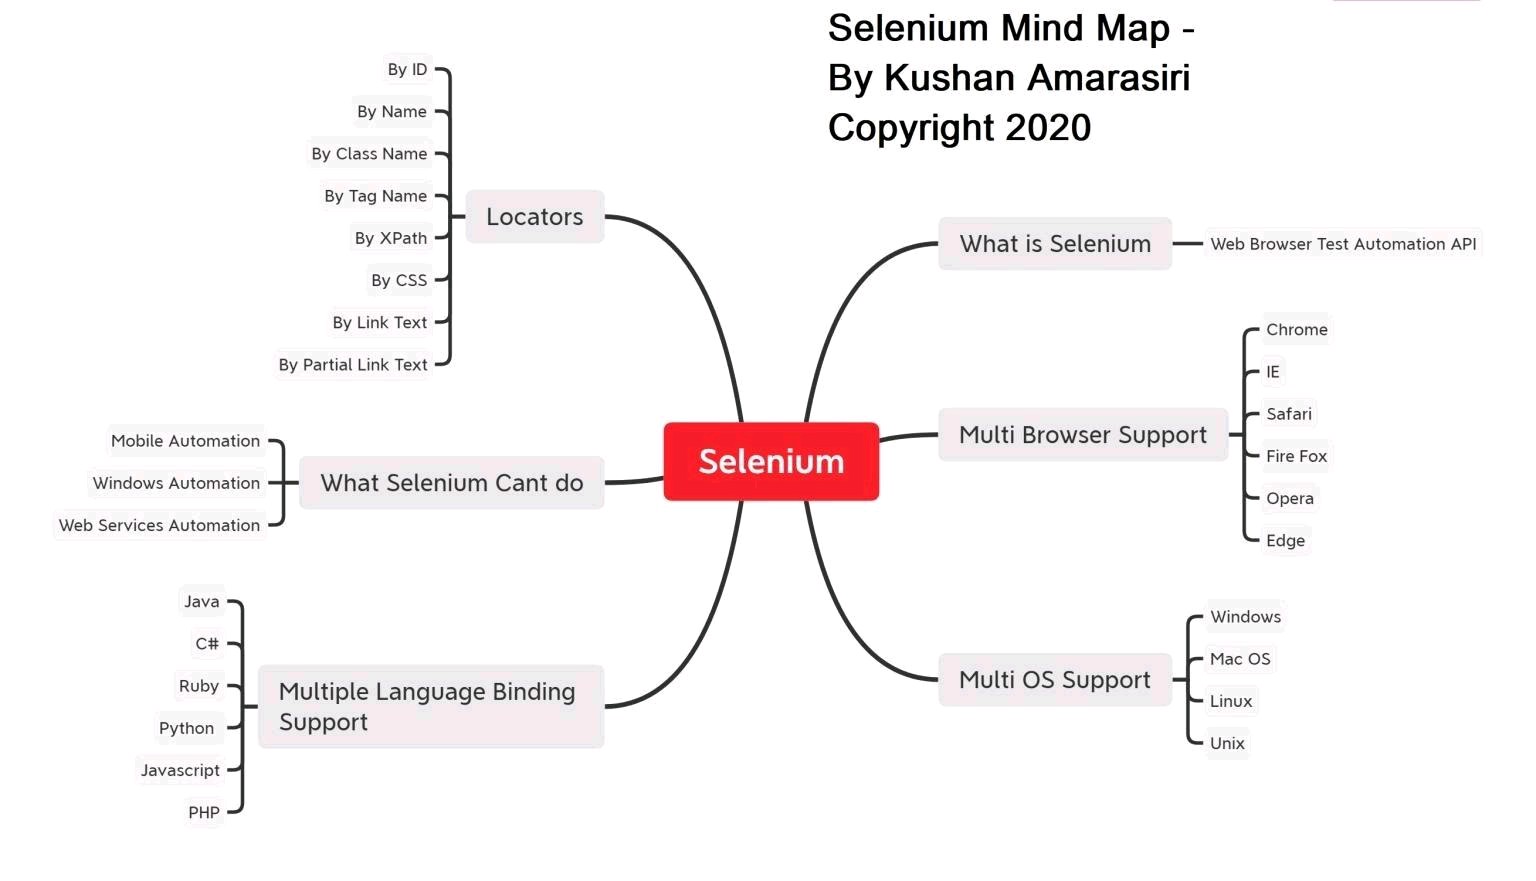 Selenium Mind Map -
By Kushan Amarasiri
Copyright 2020
By ID
By Name
By Class Name
By Tag Name
By XPath
By CSS
By Link Text
By Partial Link Text
Locators
Mobile Automation
Windows Automation
Web Services Automation
What Selenium Cant do
Java
C#
Ruby
Python
Javascript
PHP
Multiple Language Binding
Support
Selenium
What is Selenium
Web Browser Test Automation API
Multi Browser Support
Chrome
IE
Safari
Fire Fox
Opera
Edge
Multi OS Support
Windows
Mac OS
Linux
Unix